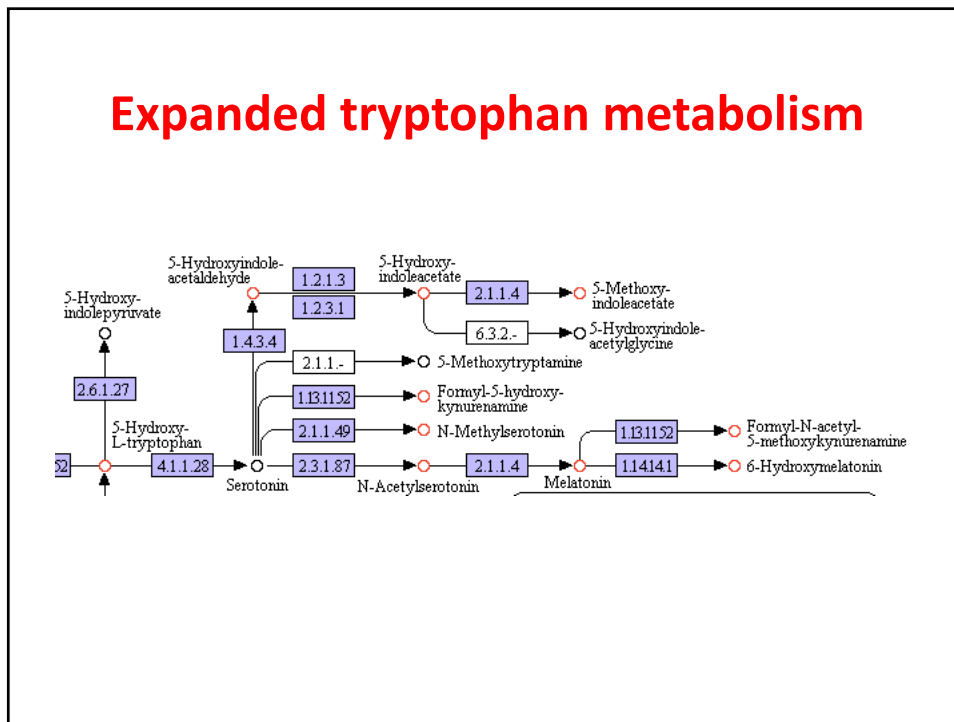 Expanded tryptophan metabolism
5-Hydroxyindole-
acetaldehyde
1.2.1.3
1.2.3.1
5-Hydroxy-
indoleacetate
2.1.1.4
5-Methoxy-
indoleacetate
5-Hydroxy-
indolepyruvate
1.4.3.4
6.3.2.-
5-Hydroxyindole-
acetylglycine
2.1.1.-
5-Methoxytryptamine
2.6.1.27
1.13.1152
Formyl-5-hydroxy-
kynurenamine
5-Hydroxy-
L-tryptophan
2.1.1.49
N-Methylserotonin
1.13.1152
Formyl-N-acetyl-
5-methoxykynurenamine
52
4.1.1.28
Serotonin
2.3.1.87
N-Acetylserotonin
2.1.1.4
Melatonin
1.14.14.1
6-Hydroxymelatonin